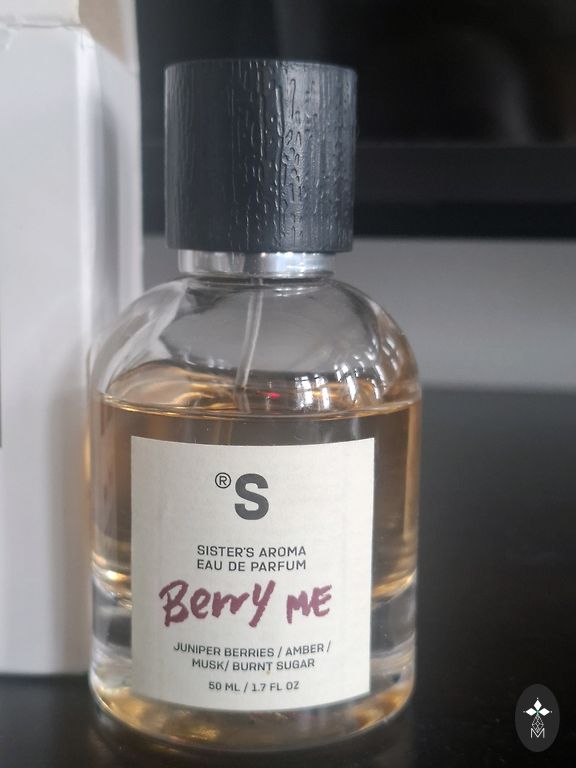 ®S
SISTER'S AROMA
EAU DE PARFUM
Berry ME
JUNIPER BERRIES / AMBER /
MUSK/ BURNT SUGAR
50 ML / 1.7 FL OZ
M